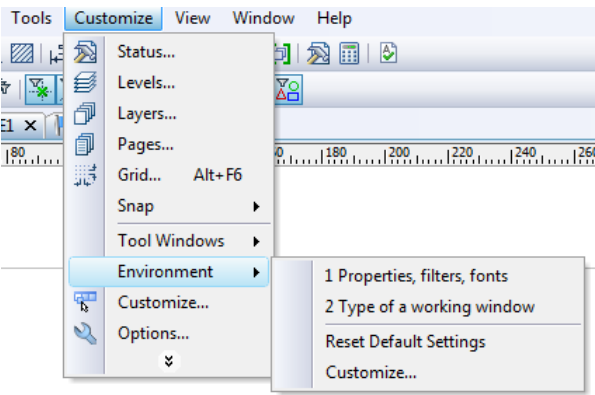 Tools Customize View Window Help
Status...
Levels...
E1
Layers...
Pages...
180 200 220 240
Grid... Alt+F6
Snap
Tool Windows
Environment
1 Properties, filters, fonts
Customize...
2 Type of a working window
Options...
Reset Default Settings
Customize...